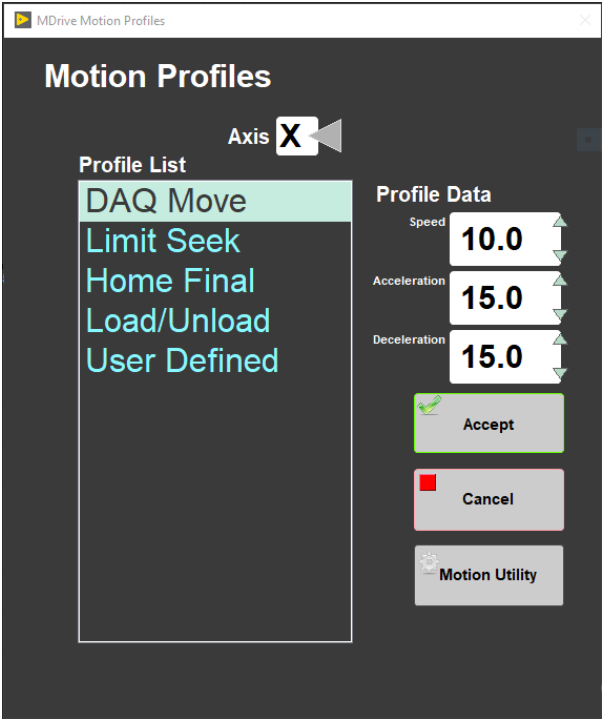 MDrive Motion Profiles
Motion Profiles
Axis X
Profile List
DAQ Move
Limit Seek
Home Final
Load/Unload
User Defined
Profile Data
Speed 10.0
Acceleration 15.0
Deceleration 15.0
Accept
Cancel
Motion Utility